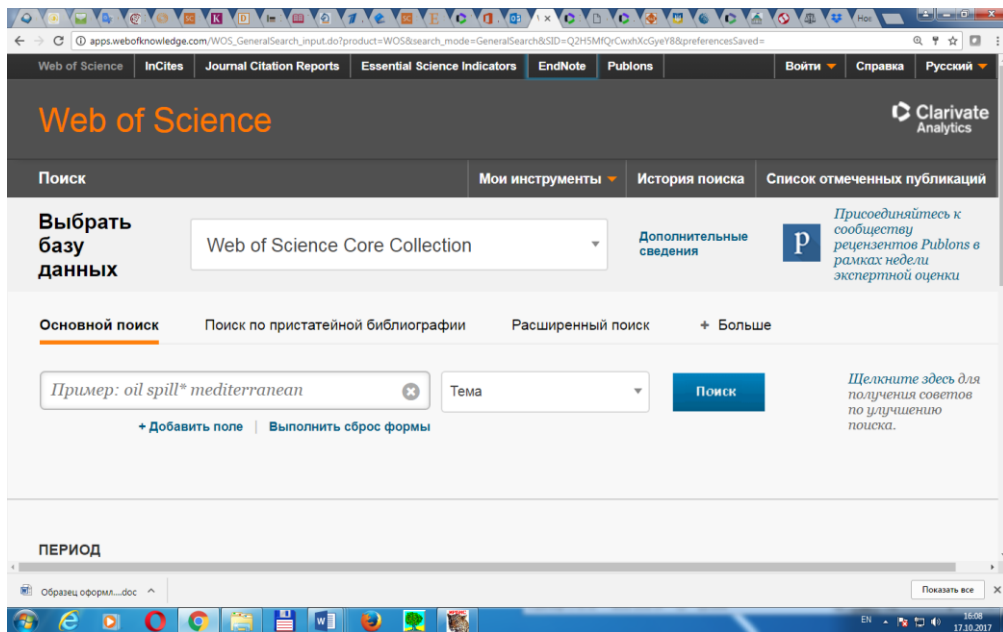 Hor
apps.webofknowledge.com/WOS_GeneralSearch_input.do?product=WOS&search_mode=GeneralSearch&SID=Q2H5MfQrCwxhXcGyeY8&preferencesSaved=
Web of Science InCites Journal Citation Reports Essential Science Indicators EndNote Publons Войти Справка Русский
Web of Science
Clarivate
Analytics
Поиск Мои инструменты История поиска Список отмеченных публикаций
Выбрать
базу
данных
Web of Science Core Collection
Дополнительные
сведения
Присоединяйтесь к
сообществу
рецензентов Publons в
рамках недели
экспертной оценки
Основной поиск Поиск по пристатейной библиографии Расширенный поиск + Больше
Пример: oil spill* mediterranean Тема Поиск
Щелкните здесь для
получения советов
по улучшению
поиска.
+ Добавить поле | Выполнить сброс формы
ПЕРИОД
Образец оформл....doc Показать все
EN 16:08
17.10.2017